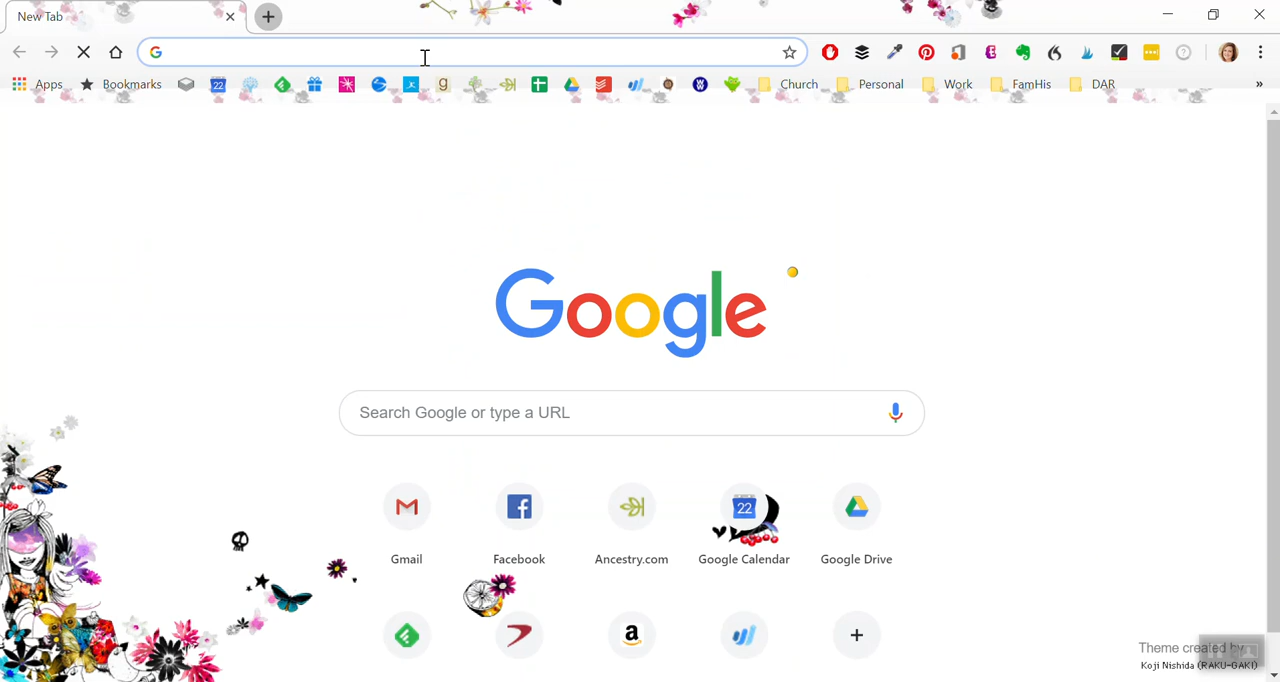 New Tab
Apps Bookmarks 22 Church Personal Work FamHis DAR »
Google
Search Google or type a URL
22
Gmail Facebook Ancestry.com Google Calendar Google Drive
Theme created by
Koji Nishida (RAKU-GAKI)